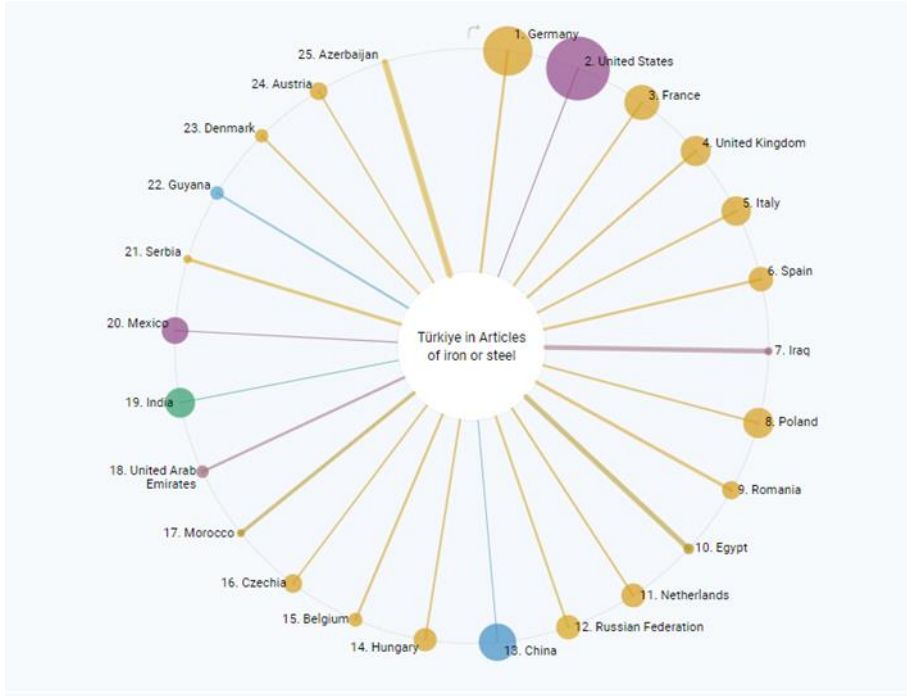 Türkiye in Articles
of iron or steel
1. Germany
2. United States
3. France
4. United Kingdom
5. Italy
6. Spain
7. Iraq
8. Poland
9. Romania
10. Egypt
11. Netherlands
12. Russian Federation
13. China
14. Hungary
15. Belgium
16. Czechia
17. Morocco
18. United Arab
Emirates
19. India
20. Mexico
21. Serbia
22. Guyana
23. Denmark
24. Austria
25. Azerbaijan